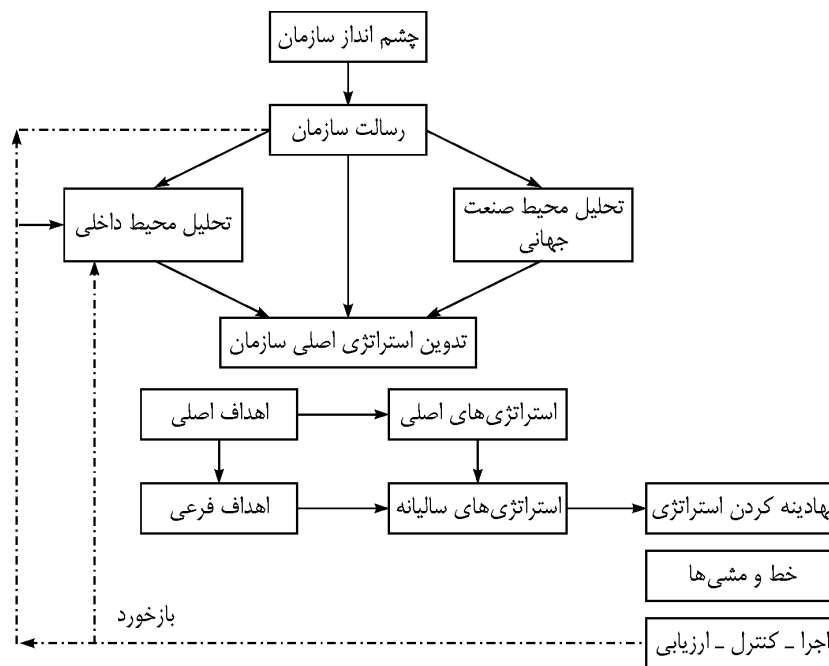 چشم انداز سازمان
رسالت سازمان
تحلیل محیط صنعت
جهانی
تحلیل محیط داخلی
تدوین استراتژی اصلی سازمان
اهداف اصلی
استراتژی‌های اصلی
اهداف فرعی
استراتژی‌های سالیانه
نهادینه کردن استراتژی
خط و مشی‌ها
بازخورد
اجرا ـ کنترل ـ ارزیابی